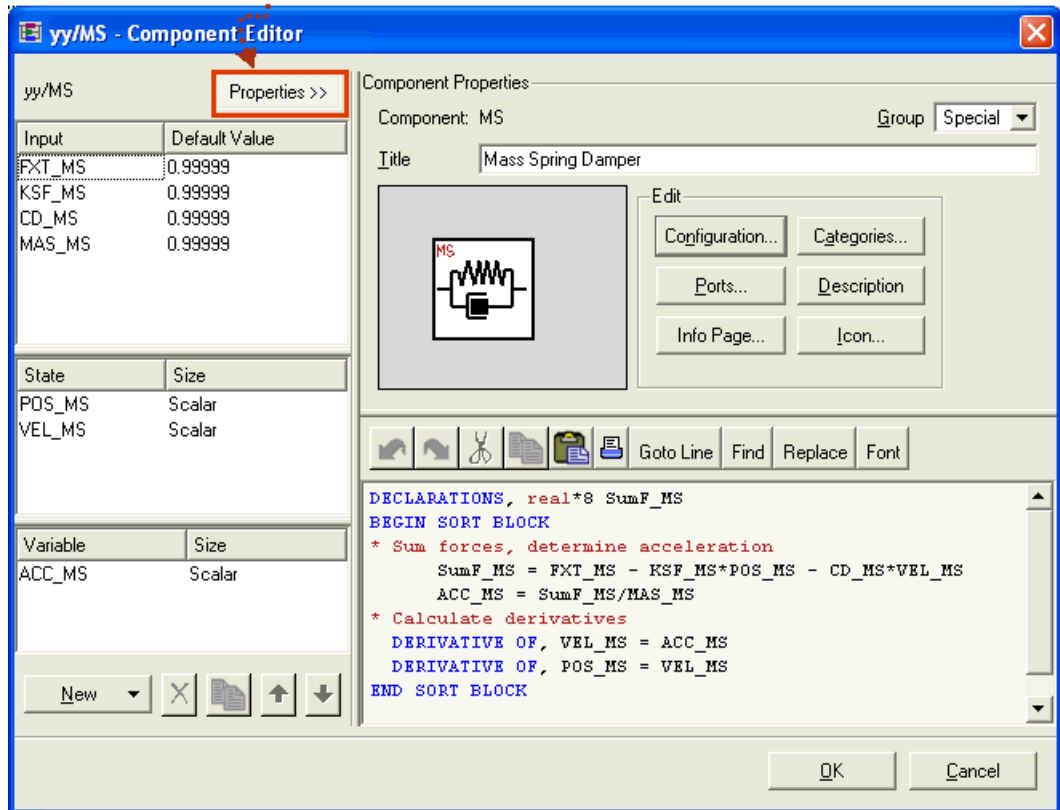 yy/MS - Component Editor
yy/MS
Properties >>
Input Default Value
FXT_MS 0.99999
KSF_MS 0.99999
CD_MS 0.99999
MAS_MS 0.99999
State Size
POS_MS Scalar
VEL_MS Scalar
Variable Size
ACC_MS Scalar
New
Component Properties
Component: MS
Group Special
Title Mass Spring Damper
MS
Edit
Configuration... Categories...
Ports... Description
Info Page... Icon...
Goto Line Find Replace Font
DECLARATIONS, real*8 SumF_MS
BEGIN SORT BLOCK
* Sum forces, determine acceleration
SumF_MS = FXT_MS - KSF_MS*POS_MS - CD_MS*VEL_MS
ACC_MS = SumF_MS/MAS_MS
* Calculate derivatives
DERIVATIVE OF, VEL_MS = ACC_MS
DERIVATIVE OF, POS_MS = VEL_MS
END SORT BLOCK
OK Cancel